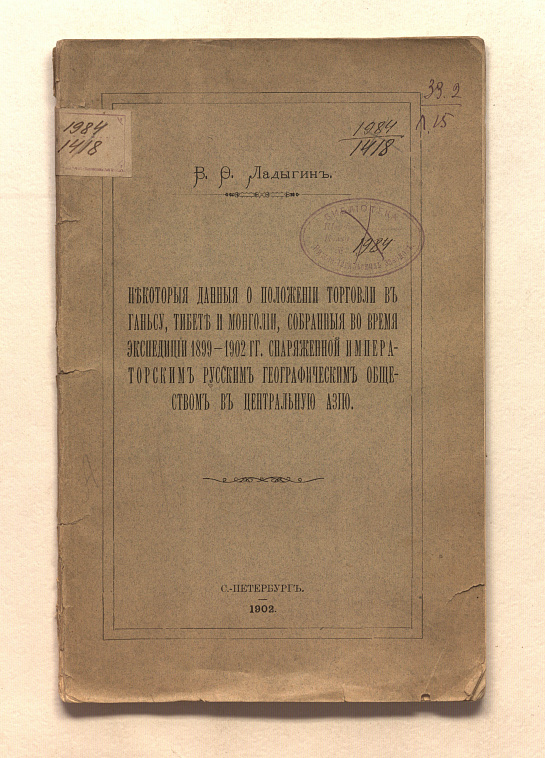 39.2
Л.15
1984
1418
1984
1418
В. Ѳ. Ладыгинъ.
БИБЛІОТЕКА
1984
НѢКОТОРЫЯ ДАННЫЯ О ПОЛОЖЕНІИ ТОРГОВЛИ ВЪ
ГАНЬСУ, ТИБЕТѢ И МОНГОЛІИ, СОБРАННЫЯ ВО ВРЕМЯ
ЭКСПЕДИЦІИ 1899—1902 ГГ. СНАРЯЖЕННОЙ ИМПЕРА-
ТОРСКИМЪ РУССКИМЪ ГЕОГРАФИЧЕСКИМЪ ОБЩЕ-
СТВОМЪ ВЪ ЦЕНТРАЛЬНУЮ АЗІЮ.
С.-ПЕТЕРБУРГЪ.
1902.